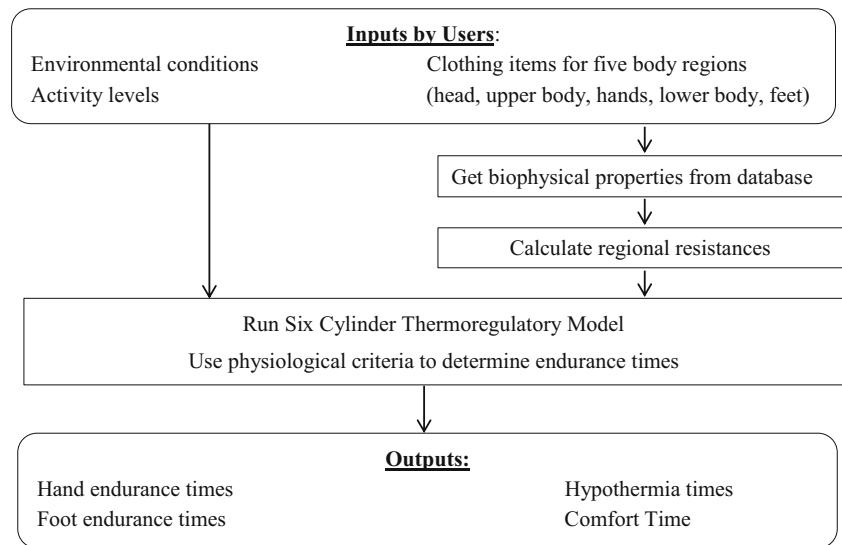 Inputs by Users:
Environmental conditions
Activity levels
Clothing items for five body regions
(head, upper body, hands, lower body, feet)
Get biophysical properties from database
Calculate regional resistances
Run Six Cylinder Thermoregulatory Model
Use physiological criteria to determine endurance times
Outputs:
Hand endurance times
Foot endurance times
Hypothermia times
Comfort Time